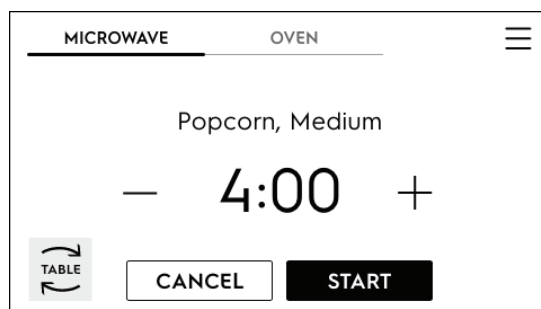 MICROWAVE OVEN
Popcorn, Medium
— 4:00 +
TABLE
CANCEL START